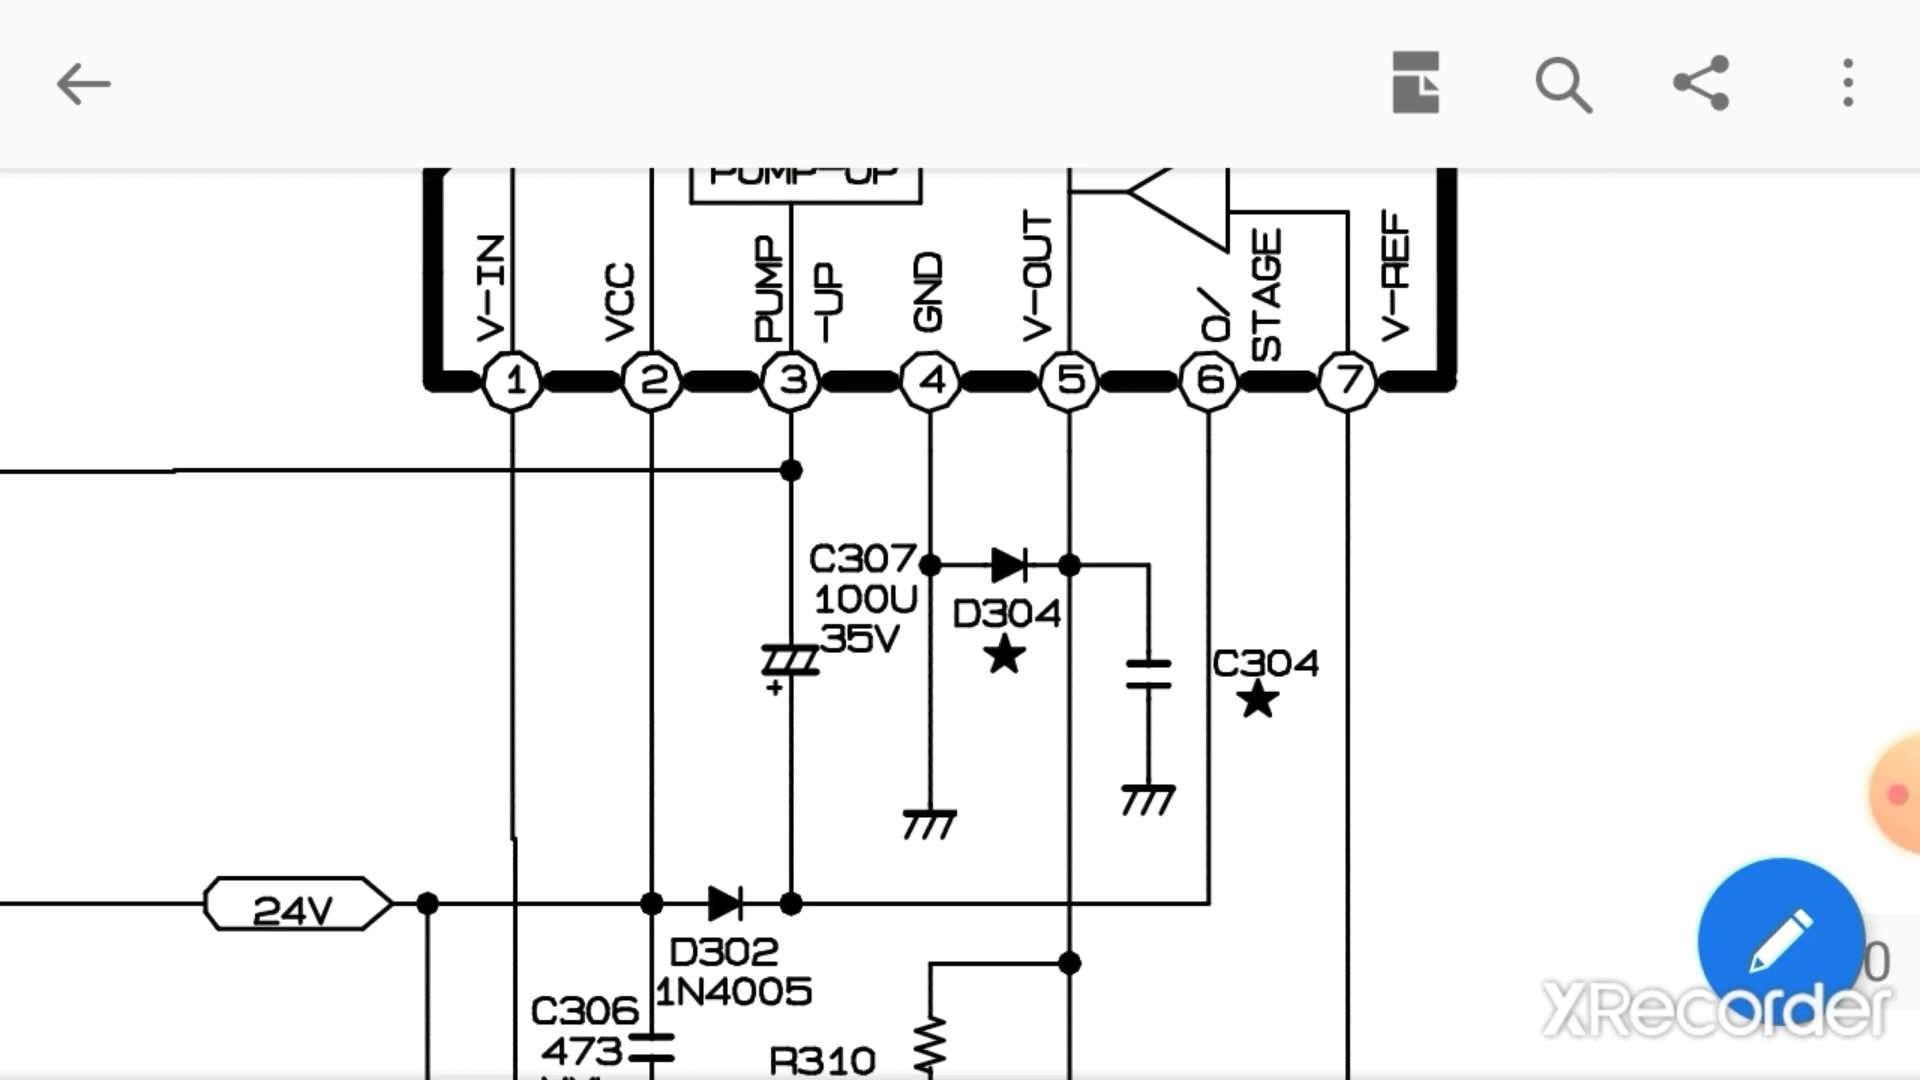 PUMP-UP
V-IN
VCC
PUMP
-UP
GND
V-OUT
O/
STAGE
V-REF
1
2
3
4
5
6
7
C307
100U
35V
D304
C304
24V
D302
1N4005
C306
473
R310
0
XRecorder